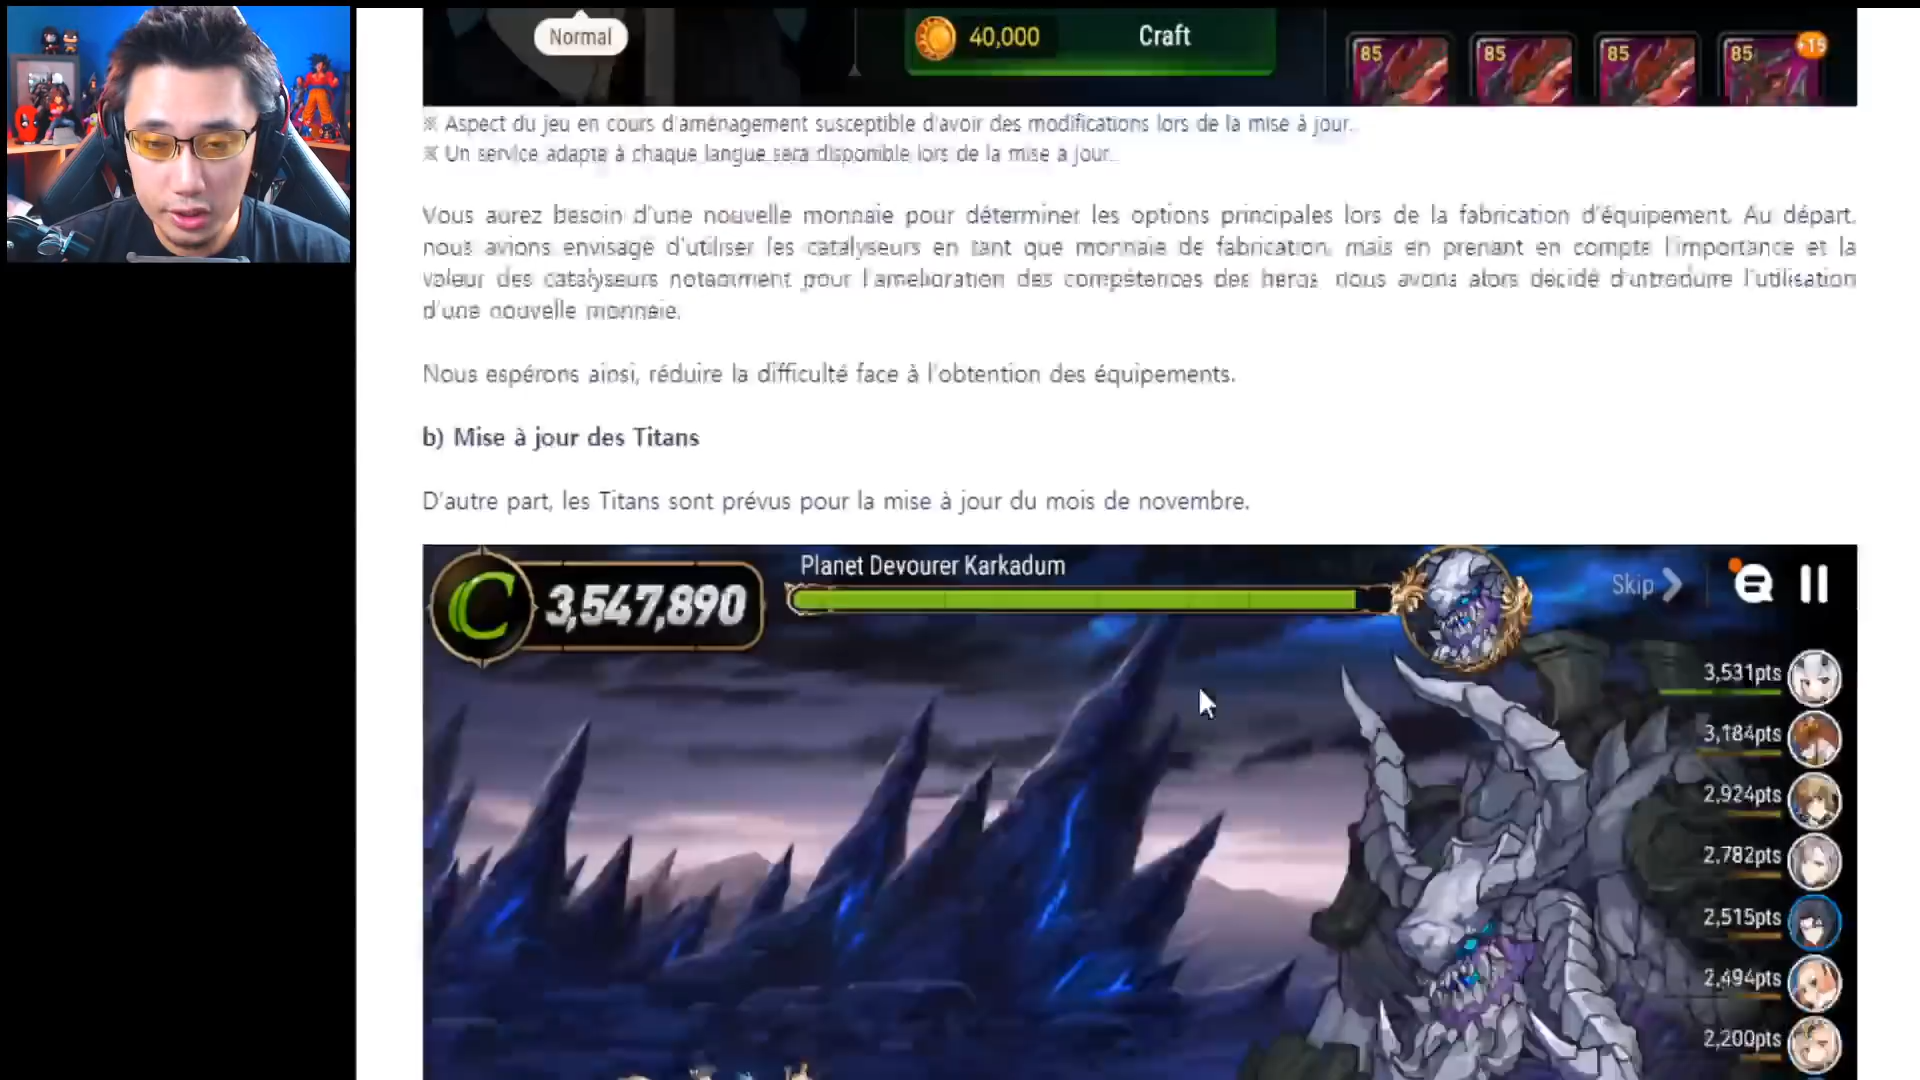 Normal
40,000
Craft
85
85
85
85
+15
※ Aspect du jeu en cours d'aménagement susceptible d'avoir des modifications lors de la mise à jour.
※ Un service adapté à chaque langue sera disponible lors de la mise à jour.
Vous aurez besoin d'une nouvelle monnaie pour déterminer les options principales lors de la fabrication d'équipement. Au départ,
nous avions envisagé d'utiliser les catalyseurs en tant que monnaie de fabrication, mais en prenant en compte l'importance et la
valeur des catalyseurs notamment pour l'amélioration des compétences des héros, nous avons alors décidé d'introduire l'utilisation
d'une nouvelle monnaie.
Nous espérons ainsi, réduire la difficulté face à l'obtention des équipements.
b) Mise à jour des Titans
D'autre part, les Titans sont prévus pour la mise à jour du mois de novembre.
C
3,547,890
Planet Devourer Karkadum
Skip
3,531pts
3,184pts
2,924pts
2,782pts
2,515pts
2,494pts
2,200pts